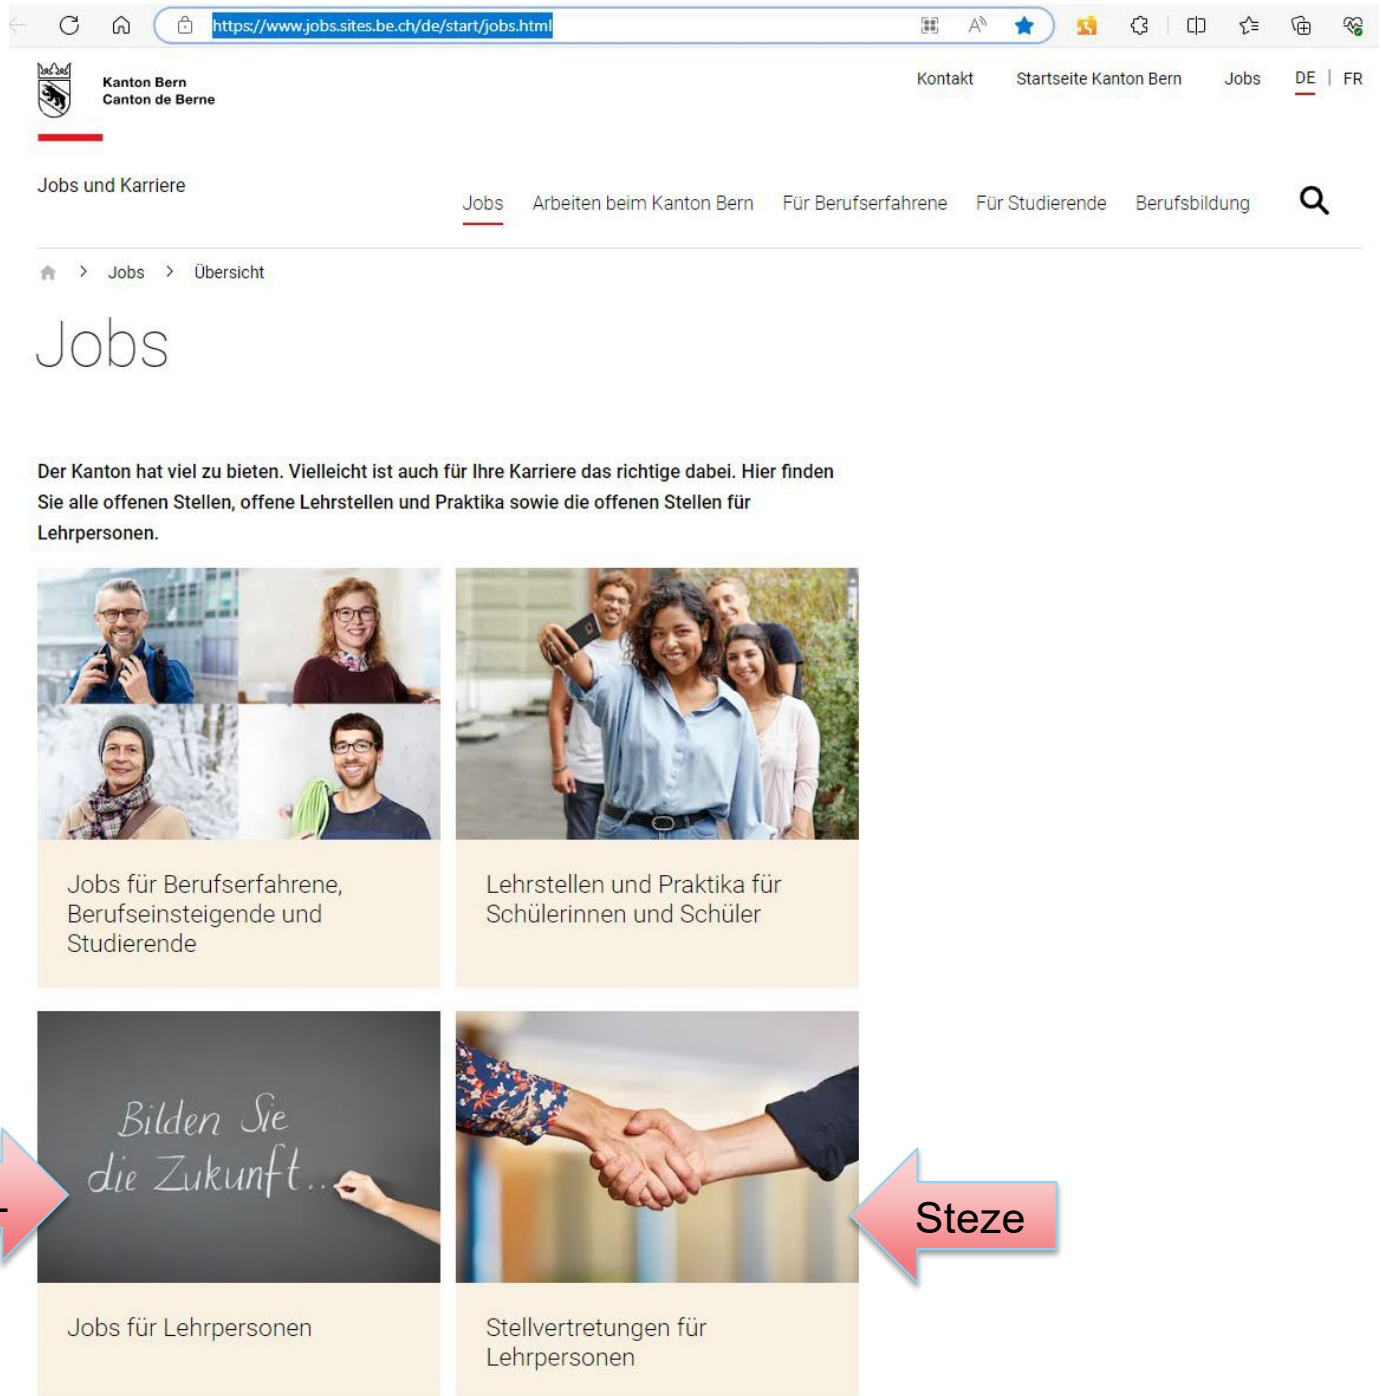 https://www.jobs.sites.be.ch/de/start/jobs.html
Kanton Bern
Canton de Berne
Kontakt Startseite Kanton Bern Jobs DE | FR
Jobs und Karriere
Jobs Arbeiten beim Kanton Bern Für Berufserfahrene Für Studierende Berufsbildung
> Jobs > Übersicht
Jobs
Der Kanton hat viel zu bieten. Vielleicht ist auch für Ihre Karriere das richtige dabei. Hier finden
Sie alle offenen Stellen, offene Lehrstellen und Praktika sowie die offenen Stellen für
Lehrpersonen.
Jobs für Berufserfahrene,
Berufseinsteigende und
Studierende
Lehrstellen und Praktika für
Schülerinnen und Schüler
Bilden Sie
die Zukunft...
Steze
Jobs für Lehrpersonen
Stellvertretungen für
Lehrpersonen